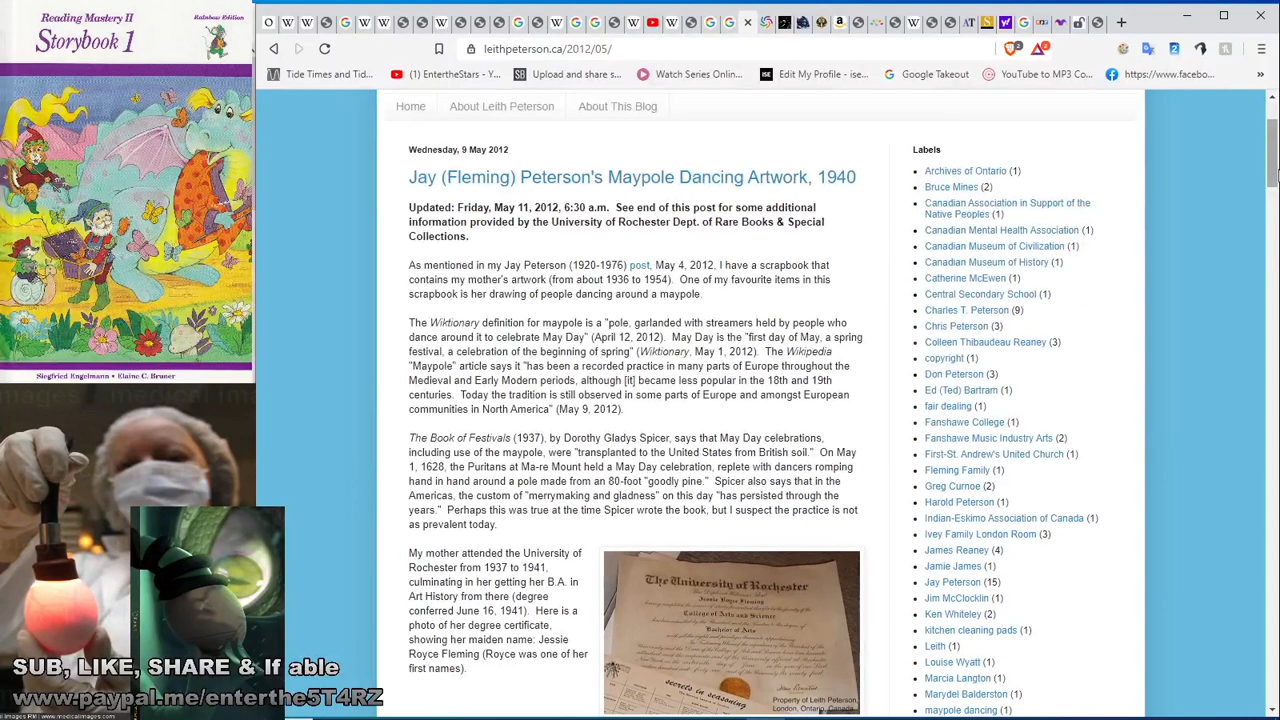 Reading Mastery II
Rainbow Edition
Storybook 1
Siegfried Engelmann • Elaine C. Bruner
SUB, LIKE, SHARE & If able
www.paypal.me/enterthe5T4RZ
leithpeterson.ca/2012/05/
2
2
2
Tide Times and Tid...
(1) EntertheStars - Y...
Upload and share s...
Watch Series Onlin...
Edit My Profile - ise...
Google Takeout
YouTube to MP3 Co...
https://www.facebo...
»
Home
About Leith Peterson
About This Blog
Wednesday, 9 May 2012
Jay (Fleming) Peterson's Maypole Dancing Artwork, 1940
Updated: Friday, May 11, 2012, 6:30 a.m. See end of this post for some additional
information provided by the University of Rochester Dept. of Rare Books & Special
Collections.
As mentioned in my Jay Peterson (1920-1976) post, May 4, 2012, I have a scrapbook that
contains my mother's artwork (from about 1936 to 1954). One of my favourite items in this
scrapbook is her drawing of people dancing around a maypole.
The Wiktionary definition for maypole is a "pole, garlanded with streamers held by people who
dance around it to celebrate May Day" (April 12, 2012). May Day is the "first day of May, a spring
festival, a celebration of the beginning of spring" (Wiktionary, May 1, 2012). The Wikipedia
"Maypole" article says it "has been a recorded practice in many parts of Europe throughout the
Medieval and Early Modern periods, although [it] became less popular in the 18th and 19th
centuries. Today the tradition is still observed in some parts of Europe and amongst European
communities in North America" (May 9, 2012).
The Book of Festivals (1937), by Dorothy Gladys Spicer, says that May Day celebrations,
including use of the maypole, were "transplanted to the United States from British soil." On May
1, 1628, the Puritans at Ma-re Mount held a May Day celebration, replete with dancers romping
hand in hand around a pole made from an 80-foot "goodly pine." Spicer also says that in the
Americas, the custom of "merrymaking and gladness" on this day "has persisted through the
years." Perhaps this was true at the time Spicer wrote the book, but I suspect the practice is not
as prevalent today.
My mother attended the University of
Rochester from 1937 to 1941,
culminating in her getting her B.A. in
Art History from there (degree
conferred June 16, 1941). Here is a
photo of her degree certificate,
showing her maiden name: Jessie
Royce Fleming (Royce was one of her
first names).
The University of Rochester
Jessie Royce Fleming
College of Arts and Science
Bachelor of Arts
secrets in seasoning
Property of Leith Peterson,
London, Ontario, Canada
Labels
Archives of Ontario (1)
Bruce Mines (2)
Canadian Association in Support of the
Native Peoples (1)
Canadian Mental Health Association (1)
Canadian Museum of Civilization (1)
Canadian Museum of History (1)
Catherine McEwen (1)
Central Secondary School (1)
Charles T. Peterson (9)
Chris Peterson (3)
Colleen Thibaudeau Reaney (3)
copyright (1)
Don Peterson (3)
Ed (Ted) Bartram (1)
fair dealing (1)
Fanshawe College (1)
Fanshawe Music Industry Arts (2)
First-St. Andrew's United Church (1)
Fleming Family (1)
Greg Curnoe (2)
Harold Peterson (1)
Indian-Eskimo Association of Canada (1)
Ivey Family London Room (3)
James Reaney (4)
Jamie James (1)
Jay Peterson (15)
Jim McClocklin (1)
Ken Whiteley (2)
kitchen cleaning pads (1)
Leith (1)
Louise Wyatt (1)
Marcia Langton (1)
Marydel Balderston (1)
maypole dancing (1)